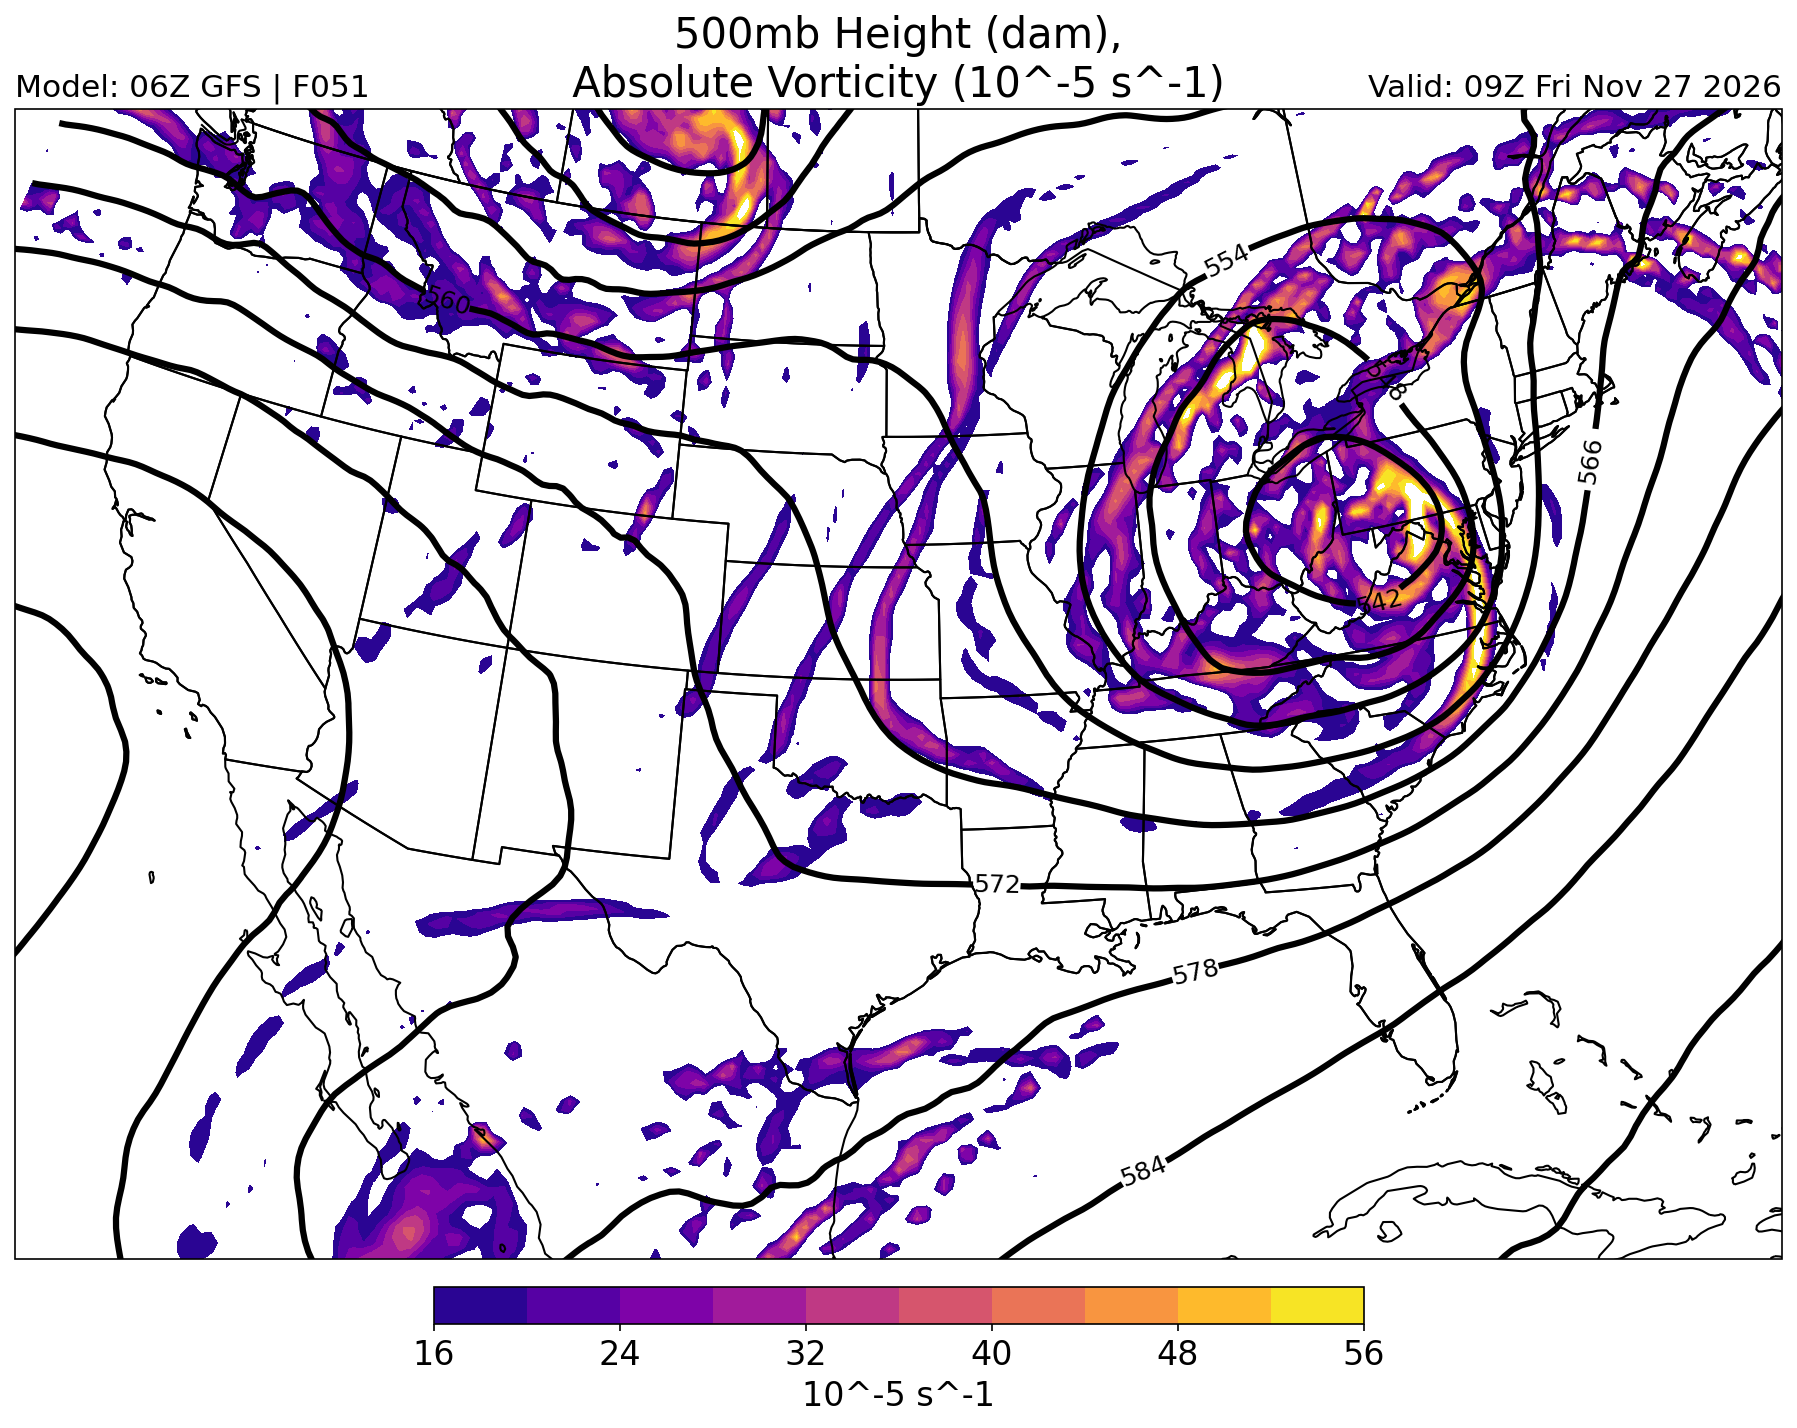 500mb Height (dam),
Absolute Vorticity (10^-5 s^-1)
Model: 06Z GFS | F051
Valid: 09Z Fri Nov 27 2026
554
560
548
566
542
572
578
584
16 24 32 40 48 56
10^-5 s^-1